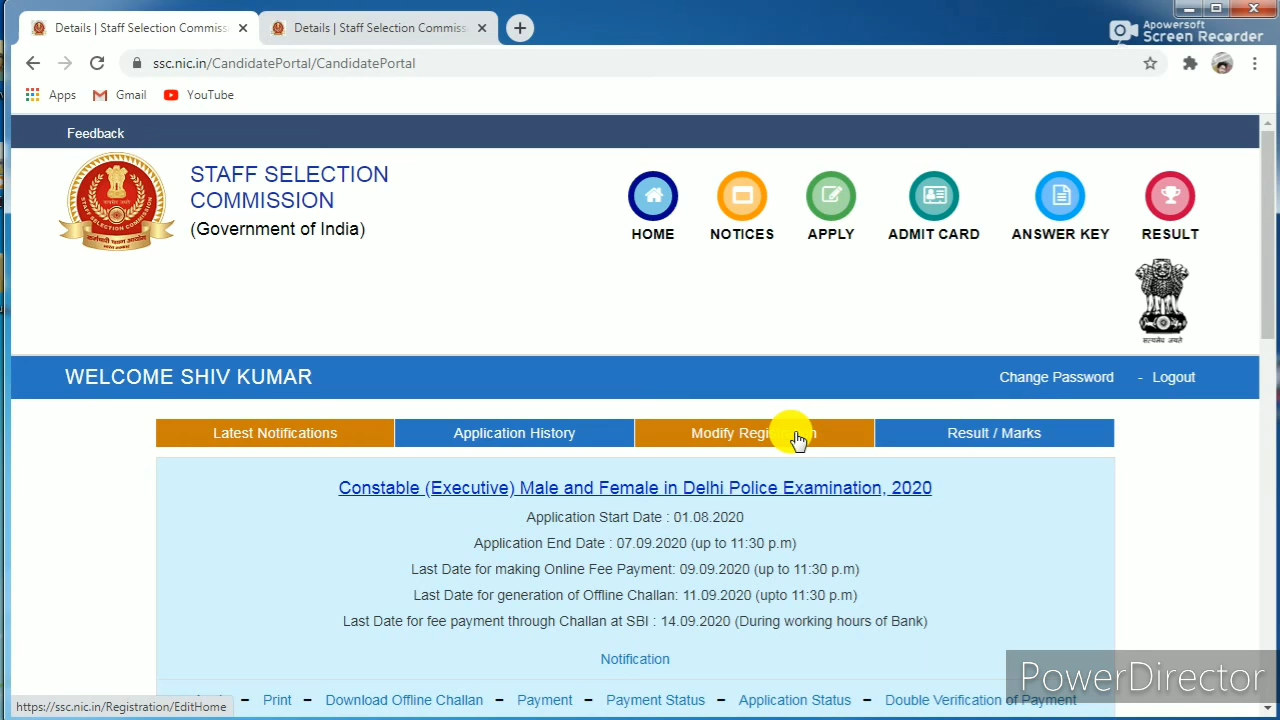 Details | Staff Selection Commiss
Details | Staff Selection Commiss
Apowersoft
Screen Recorder
ssc.nic.in/CandidatePortal/CandidatePortal
Apps
Gmail
YouTube
Feedback
STAFF SELECTION
COMMISSION
(Government of India)
HOME
NOTICES
APPLY
ADMIT CARD
ANSWER KEY
RESULT
सत्यमेव जयते
WELCOME SHIV KUMAR
Change Password - Logout
Latest Notifications
Application History
Modify Reg
Result / Marks
Constable (Executive) Male and Female in Delhi Police Examination, 2020
Application Start Date : 01.08.2020
Application End Date : 07.09.2020 (up to 11:30 p.m)
Last Date for making Online Fee Payment: 09.09.2020 (up to 11:30 p.m)
Last Date for generation of Offline Challan: 11.09.2020 (upto 11:30 p.m)
Last Date for fee payment through Challan at SBI : 14.09.2020 (During working hours of Bank)
Notification
PowerDirector
– Print – Download Offline Challan – Payment – Payment Status – Application Status – Double Verification of Payment
https://ssc.nic.in/Registration/EditHome